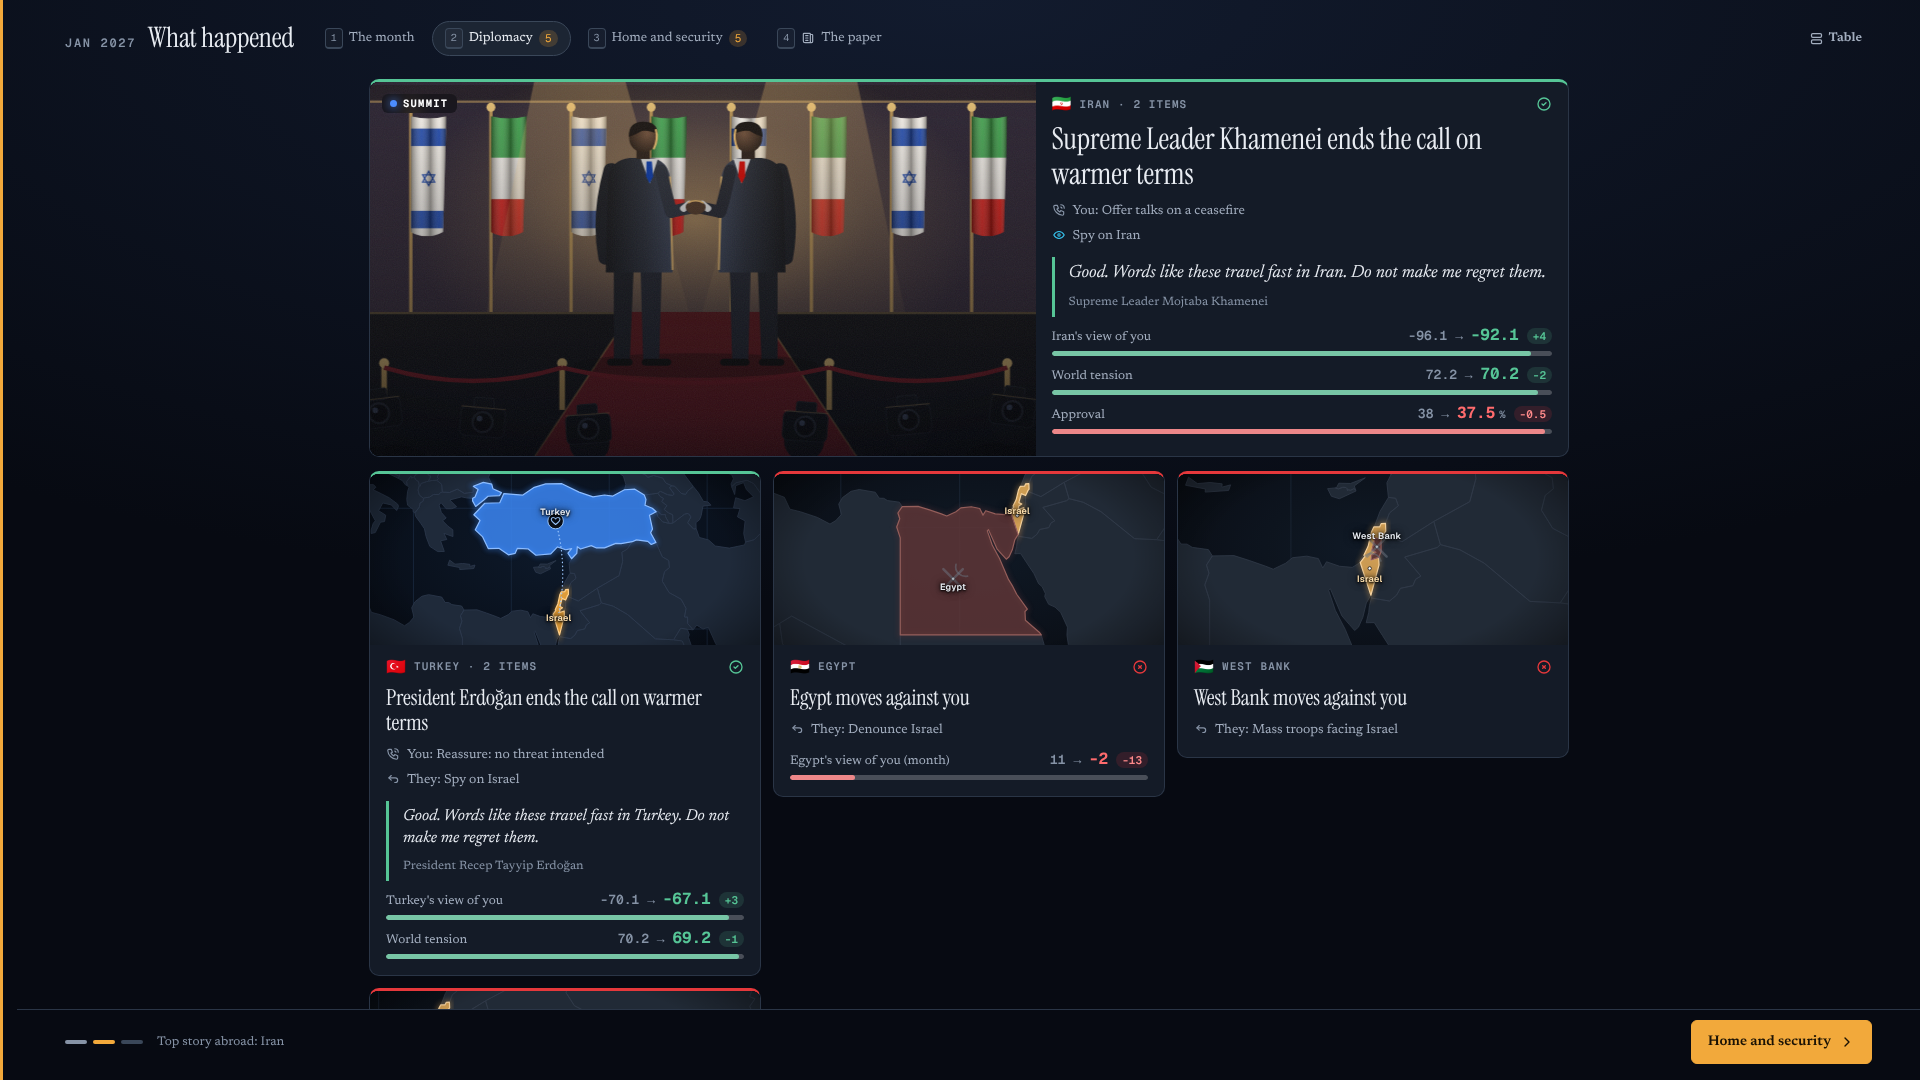 JAN 2027 What happened
1 The month
2 Diplomacy 5
3 Home and security 5
4 The paper
Table
SUMMIT
IRAN · 2 ITEMS
Supreme Leader Khamenei ends the call on
warmer terms
You: Offer talks on a ceasefire
Spy on Iran
Good. Words like these travel fast in Iran. Do not make me regret them.
Supreme Leader Mojtaba Khamenei
Iran's view of you -96.1 → -92.1 +4
World tension 72.2 → 70.2 -2
Approval 38 → 37.5 % -0.5
Turkey
Israel
TURKEY · 2 ITEMS
President Erdoğan ends the call on warmer
terms
You: Reassure: no threat intended
They: Spy on Israel
Good. Words like these travel fast in Turkey. Do not
make me regret them.
President Recep Tayyip Erdoğan
Turkey's view of you -70.1 → -67.1 +3
World tension 70.2 → 69.2 -1
Israel
Egypt
EGYPT
Egypt moves against you
They: Denounce Israel
Egypt's view of you (month) 11 → -2 -13
West Bank
Israel
WEST BANK
West Bank moves against you
They: Mass troops facing Israel
Top story abroad: Iran
Home and security